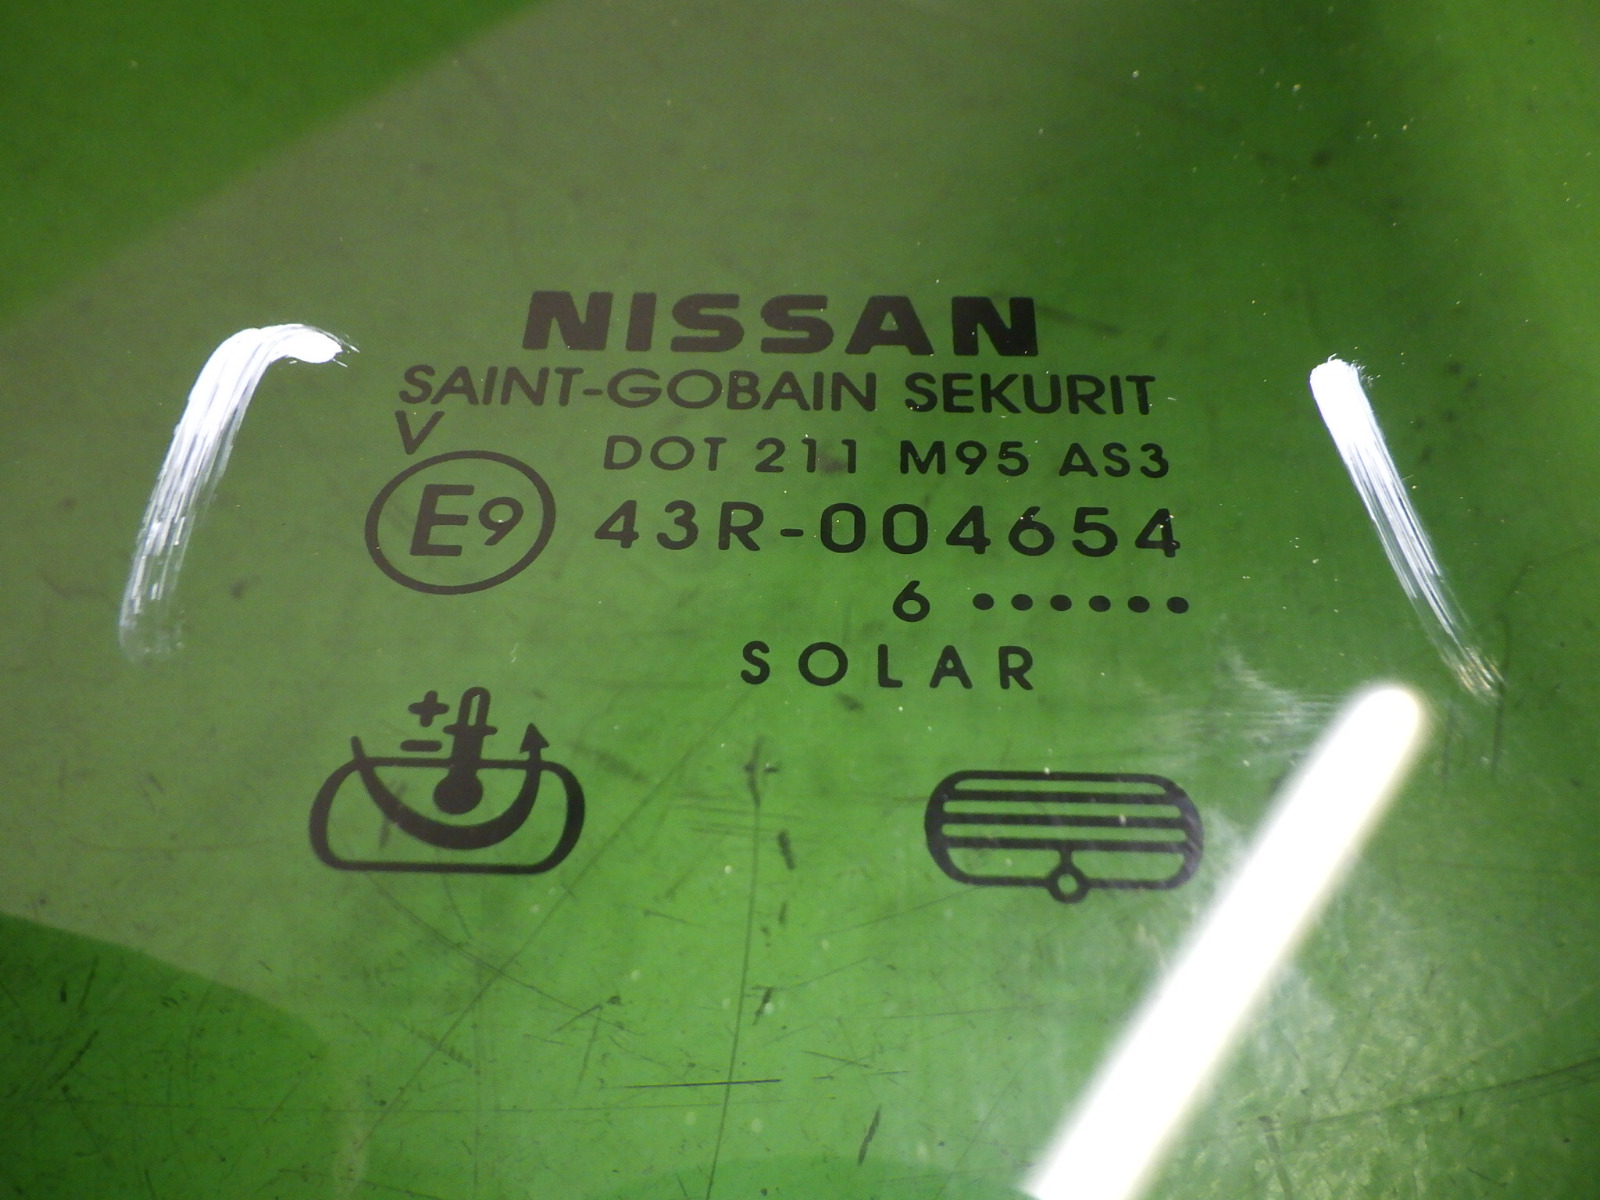 NISSAN
SAINT-GOBAIN SEKURIT
V
DOT 211 M95 AS3
E9 43R-004654
6 ••••••
SOLAR